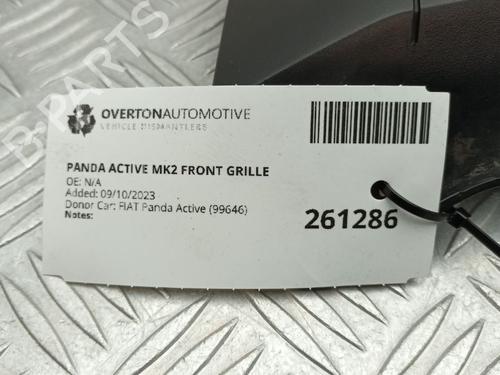 OVERTONAUTOMOTIVE
VEHICLE DISMANTLERS
PANDA ACTIVE MK2 FRONT GRILLE
OE: N/A
Added: 09/10/2023
Donor Car: FIAT Panda Active (99646)
Notes:
261286
B-PARTS